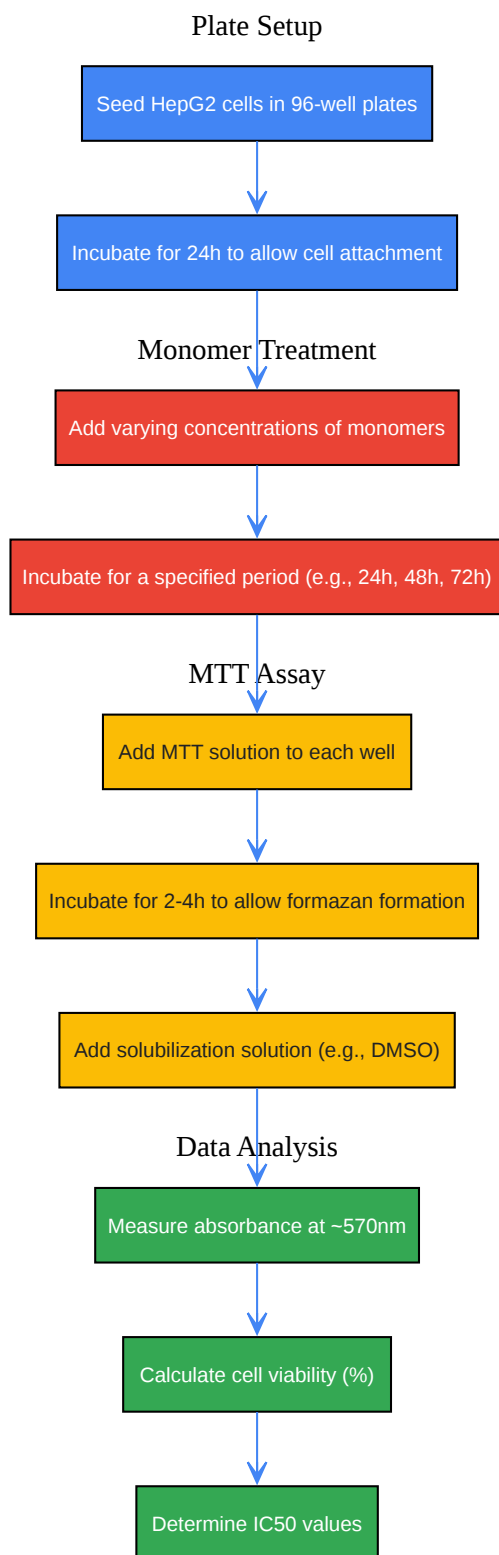 Plate Setup
Seed HepG2 cells in 96-well plates
Incubate for 24h to allow cell attachment
Monomer Treatment
Add varying concentrations of monomers
Incubate for a specified period (e.g., 24h, 48h, 72h)
MTT Assay
Add MTT solution to each well
Incubate for 2-4h to allow formazan formation
Add solubilization solution (e.g., DMSO)
Data Analysis
Measure absorbance at ~570nm
Calculate cell viability (%)
Determine IC50 values